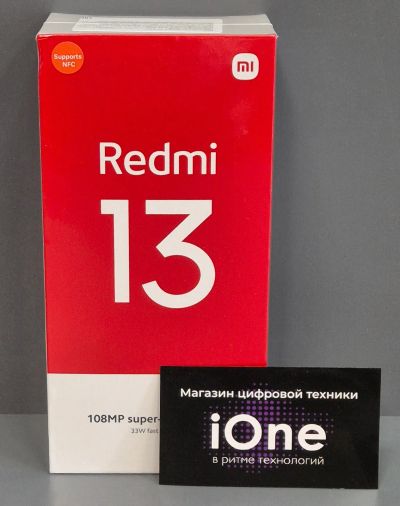 Supports
NFC
mi
Redmi
13
108MP super-
33W fast
Магазин цифровой техники
iOne
в ритме технологий